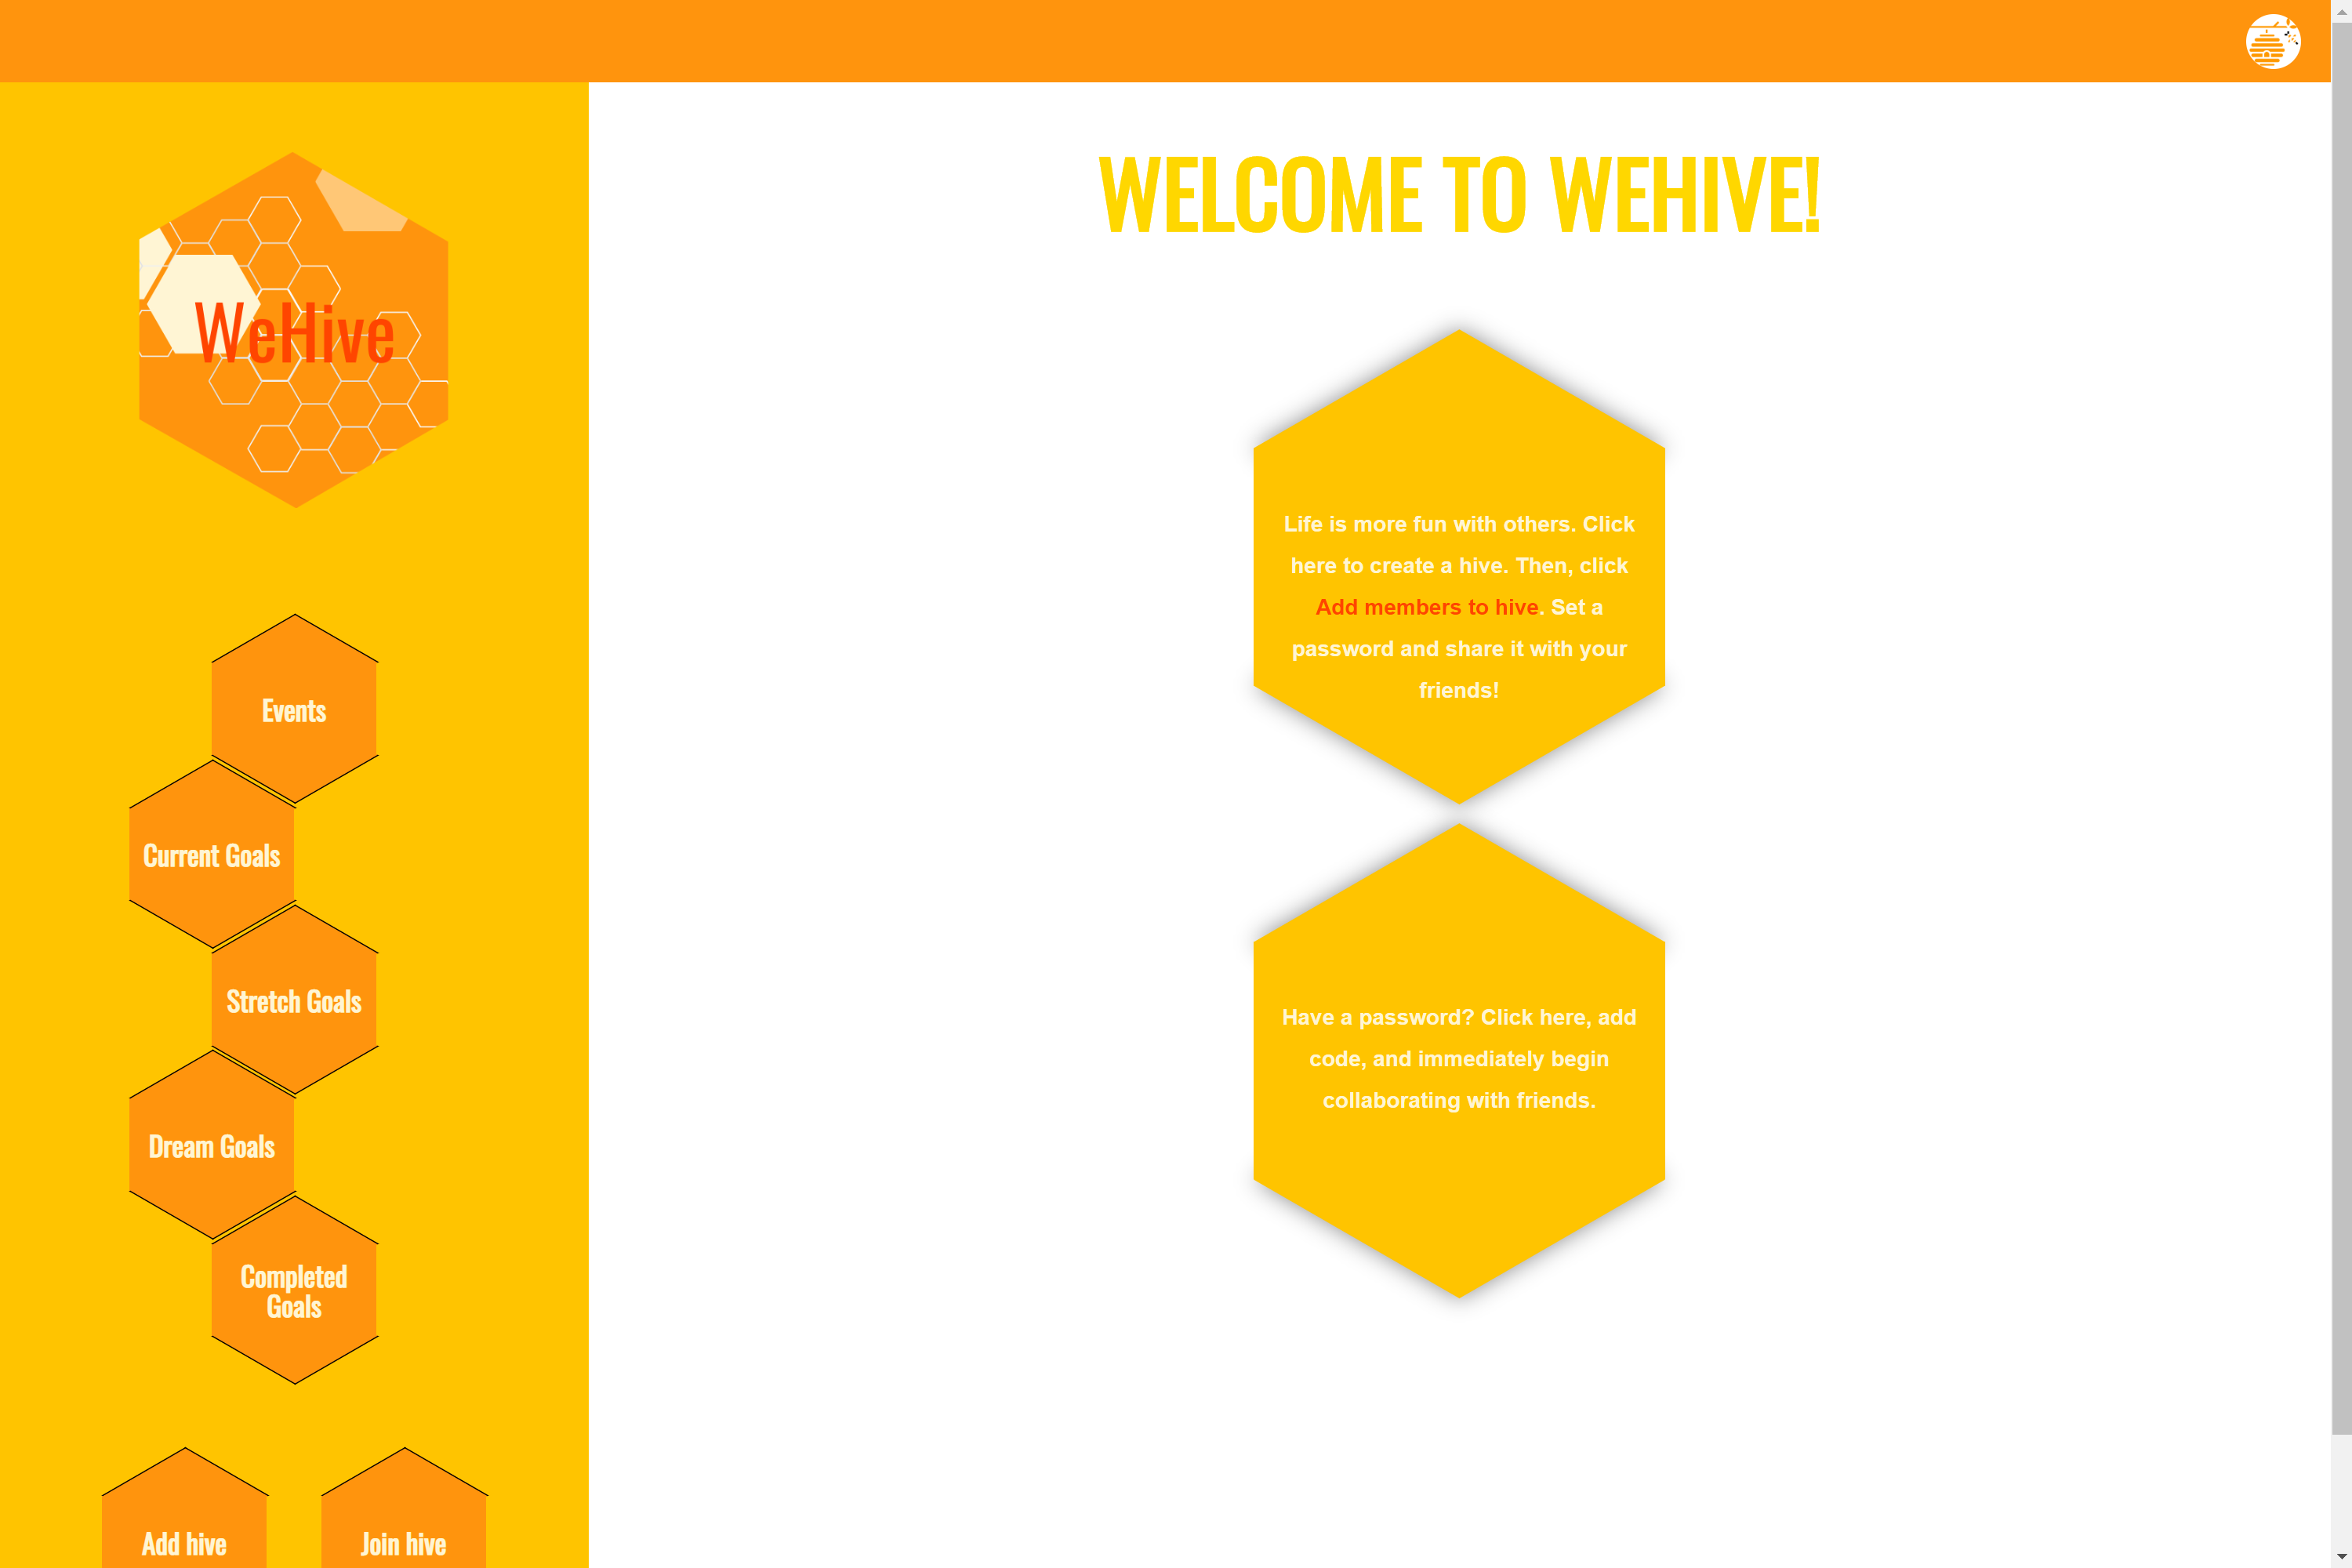 WELCOME TO WEHIVE!
WeHive
Life is more fun with others. Click
here to create a hive. Then, click
Add members to hive. Set a
password and share it with your
friends!
Events
Current Goals
Stretch Goals
Have a password? Click here, add
code, and immediately begin
collaborating with friends.
Dream Goals
Completed
Goals
Add hive
Join hive